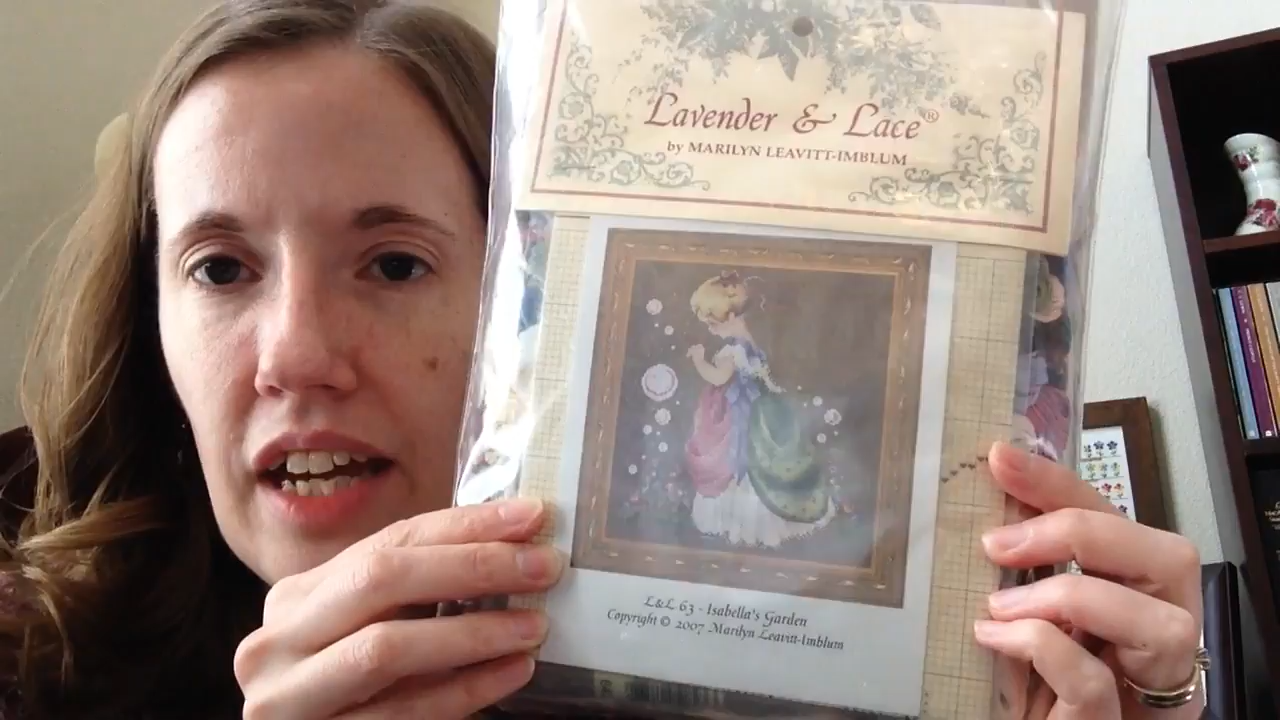 Lavender & Lace®
by MARILYN LEAVITT-IMBLUM
L&L 63 - Isabella's Garden
Copyright © 2007 Marilyn Leavitt-Imblum